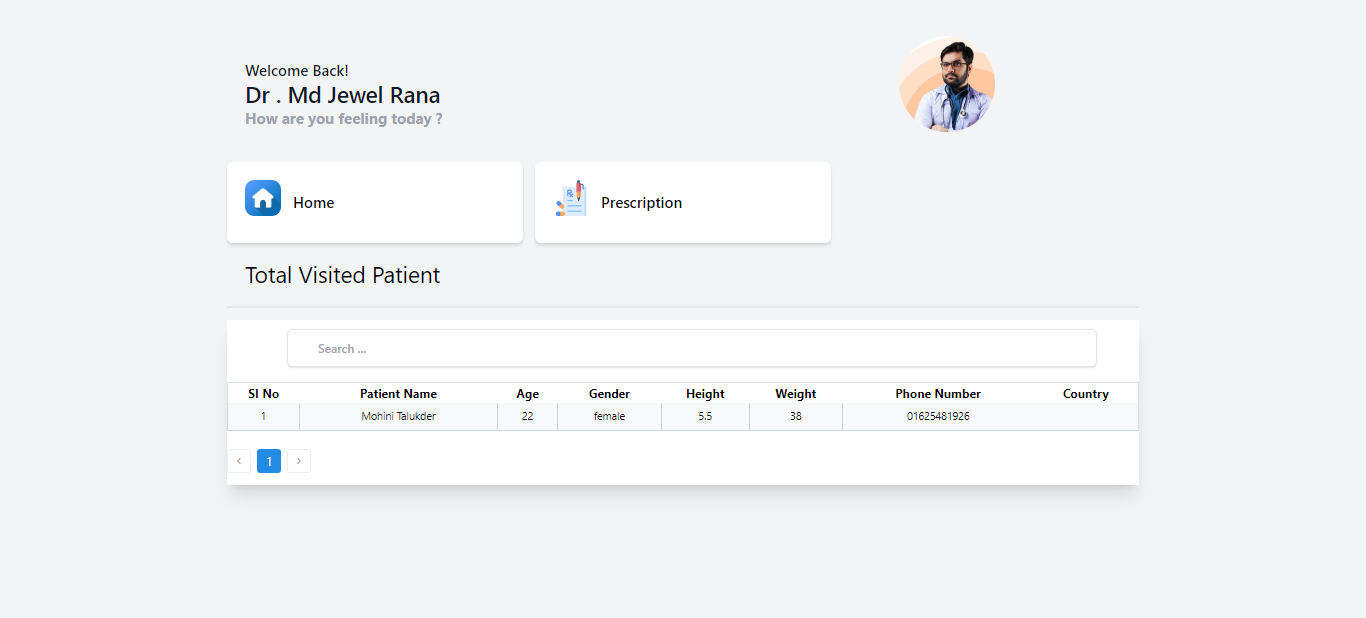 Welcome Back!
Dr . Md Jewel Rana
How are you feeling today ?
Home
Prescription
Total Visited Patient
Search ...
Sl No Patient Name Age Gender Height Weight Phone Number Country
1 Mohini Talukder 22 female 5.5 38 01625481926
< 1 >